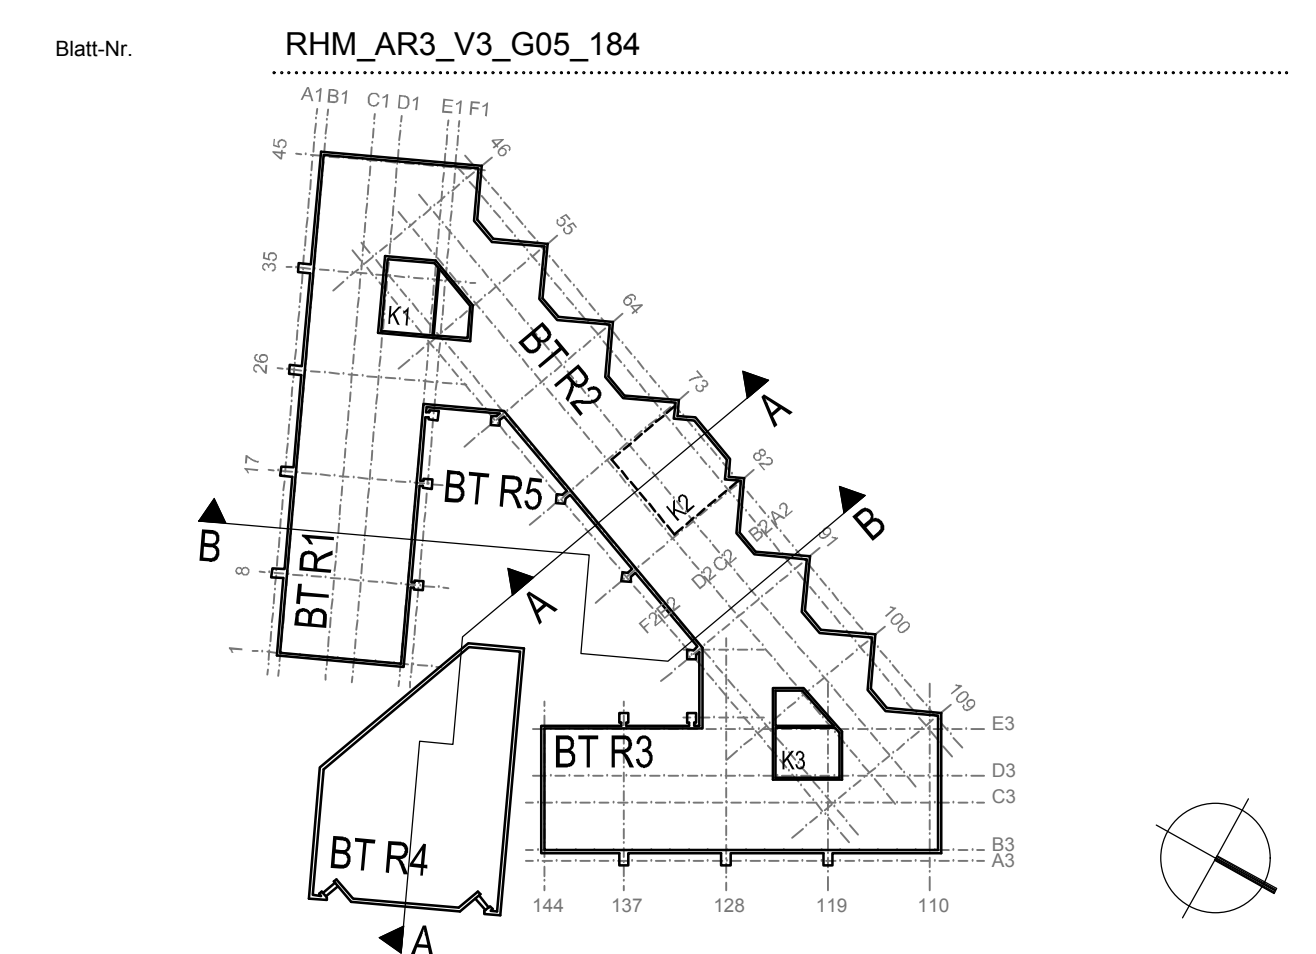 Blatt-Nr. RHM_AR3_V3_G05_184
A1 B1 C1 D1 E1 F1
45
46
55
35
64
K1
26
BT R2
73
A
17
82
BT R5
K2
B
B2 A2
B
91
BT R1
8
D2 C2
A
F2
100
1
109
E3
BT R3
K3
D3
C3
BT R4
B3
A3
144 137 128 119 110
A